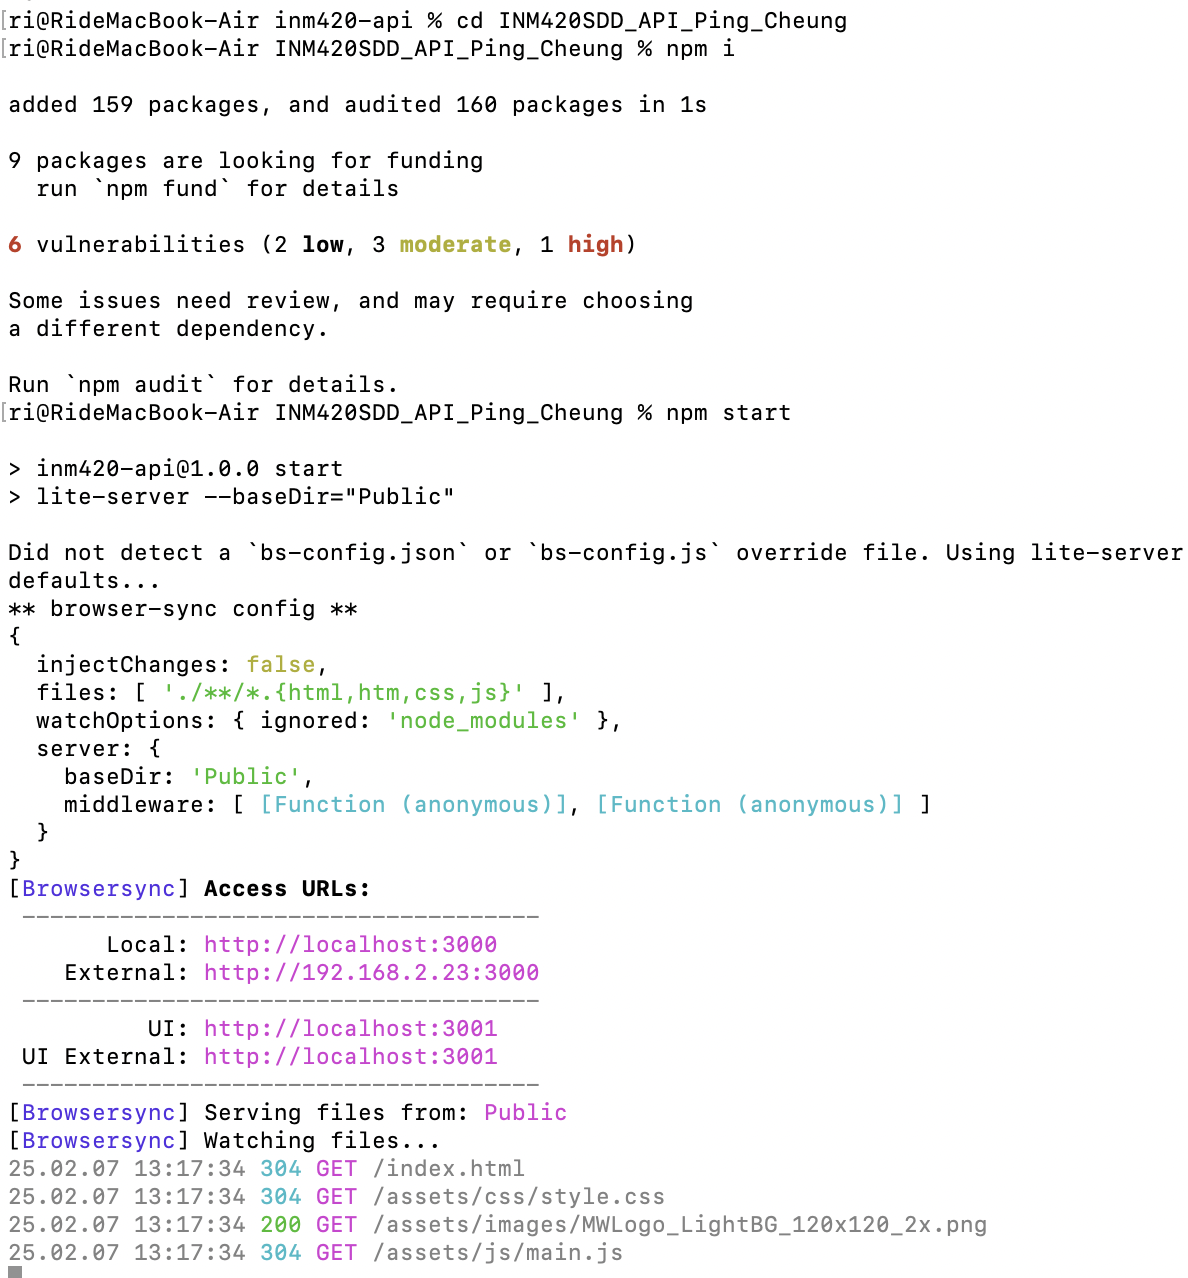 [ri@RideMacBook-Air inm420-api % cd INM420SDD_API_Ping_Cheung
[ri@RideMacBook-Air INM420SDD_API_Ping_Cheung % npm i
added 159 packages, and audited 160 packages in 1s
9 packages are looking for funding
  run `npm fund` for details
6 vulnerabilities (2 low, 3 moderate, 1 high)
Some issues need review, and may require choosing
a different dependency.
Run `npm audit` for details.
[ri@RideMacBook-Air INM420SDD_API_Ping_Cheung % npm start
> inm420-api@1.0.0 start
> lite-server --baseDir="Public"
Did not detect a `bs-config.json` or `bs-config.js` override file. Using lite-server
defaults...
** browser-sync config **
{
  injectChanges: false,
  files: [ './**/*.{html,htm,css,js}' ],
  watchOptions: { ignored: 'node_modules' },
  server: {
    baseDir: 'Public',
    middleware: [ [Function (anonymous)], [Function (anonymous)] ]
  }
}
[Browsersync] Access URLs:
 -------------------------------------
       Local: http://localhost:3000
    External: http://192.168.2.23:3000
 -------------------------------------
          UI: http://localhost:3001
 UI External: http://localhost:3001
 -------------------------------------
[Browsersync] Serving files from: Public
[Browsersync] Watching files...
25.02.07 13:17:34 304 GET /index.html
25.02.07 13:17:34 304 GET /assets/css/style.css
25.02.07 13:17:34 200 GET /assets/images/MWLogo_LightBG_120x120_2x.png
25.02.07 13:17:34 304 GET /assets/js/main.js